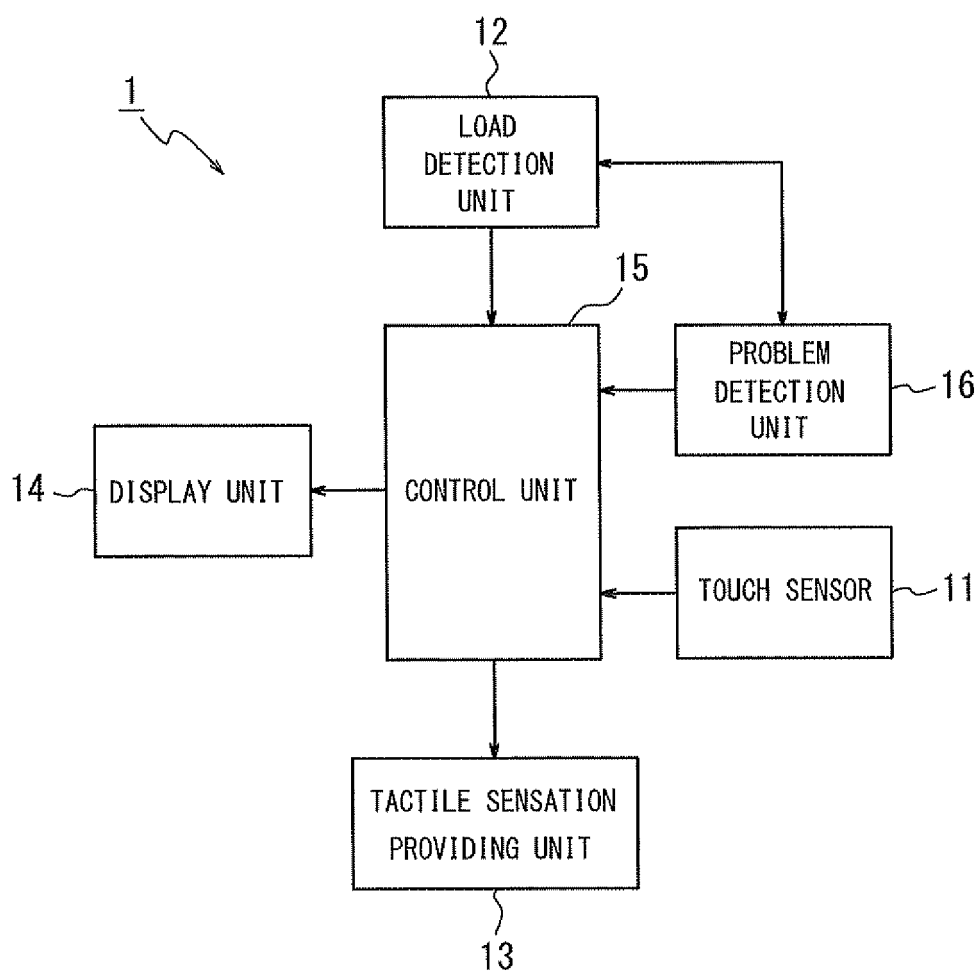 12
1
LOAD
DETECTION
UNIT
15
PROBLEM
DETECTION
UNIT
16
14
DISPLAY UNIT
CONTROL UNIT
TOUCH SENSOR
11
TACTILE SENSATION
PROVIDING UNIT
13